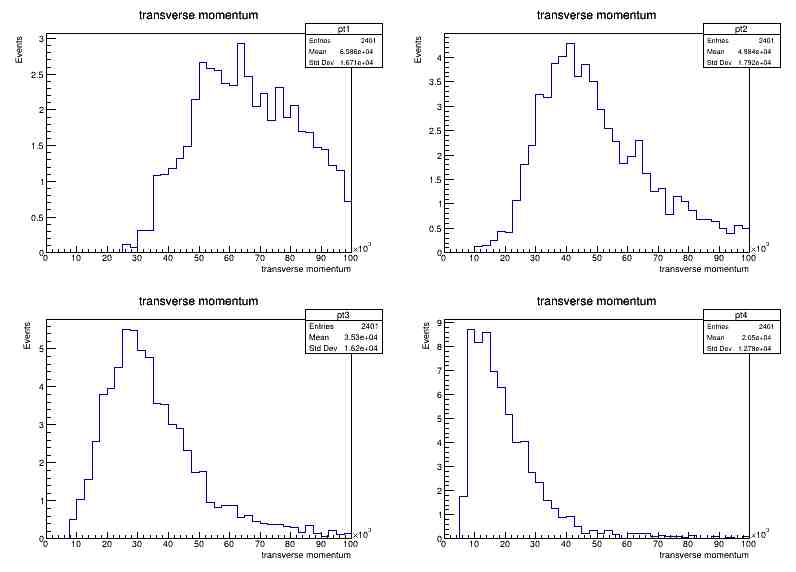 transverse momentum
pt1
Entries 2401
Mean 6.586e+04
Std Dev 1.671e+04
Events
3
2.5
2
1.5
1
0.5
0
0 10 20 30 40 50 60 70 80 90 100
×10³
transverse momentum
transverse momentum
pt2
Entries 2401
Mean 4.984e+04
Std Dev 1.792e+04
Events
4
3.5
3
2.5
2
1.5
1
0.5
0
0 10 20 30 40 50 60 70 80 90 100
×10³
transverse momentum
transverse momentum
pt3
Entries 2401
Mean 3.53e+04
Std Dev 1.62e+04
Events
5
4
3
2
1
0
0 10 20 30 40 50 60 70 80 90 100
×10³
transverse momentum
transverse momentum
pt4
Entries 2401
Mean 2.05e+04
Std Dev 1.279e+04
Events
9
8
7
6
5
4
3
2
1
0
0 10 20 30 40 50 60 70 80 90 100
×10³
transverse momentum